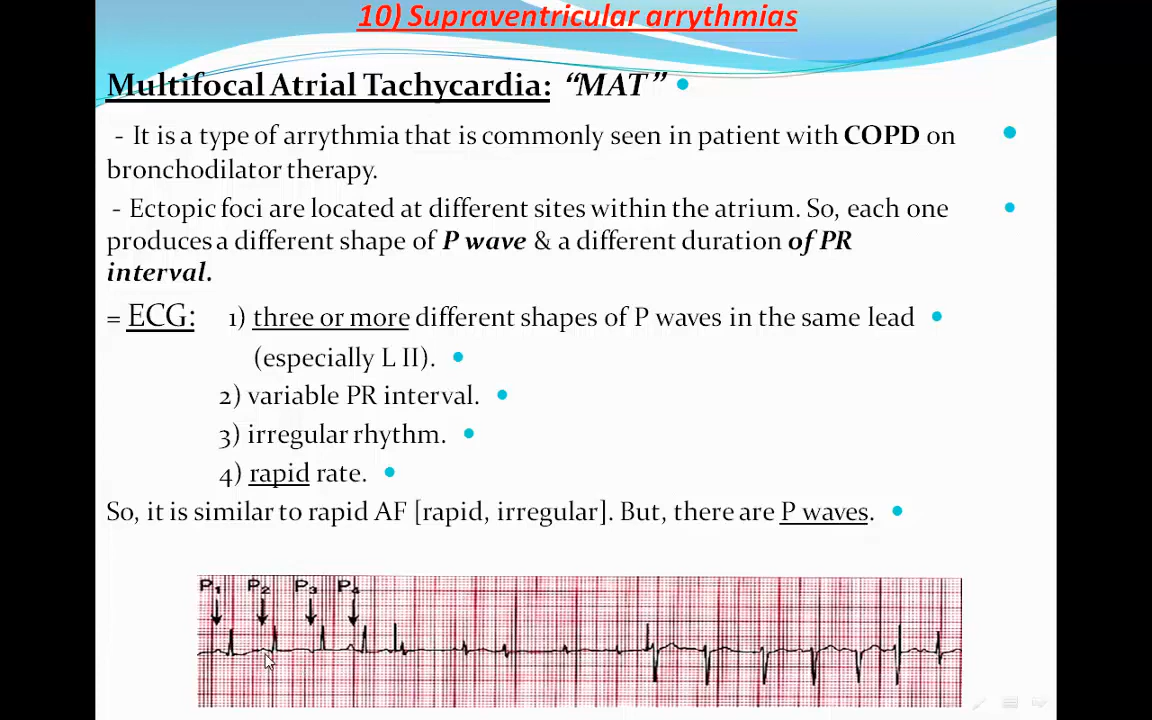 10) Supraventricular arrythmias
Multifocal Atrial Tachycardia: “MAT” •
- It is a type of arrythmia that is commonly seen in patient with COPD on •
bronchodilator therapy.
- Ectopic foci are located at different sites within the atrium. So, each one •
produces a different shape of P wave & a different duration of PR
interval.
= ECG: 1) three or more different shapes of P waves in the same lead •
(especially L II). •
2) variable PR interval. •
3) irregular rhythm. •
4) rapid rate. •
So, it is similar to rapid AF [rapid, irregular]. But, there are P waves. •
P1 P2 P3 P4